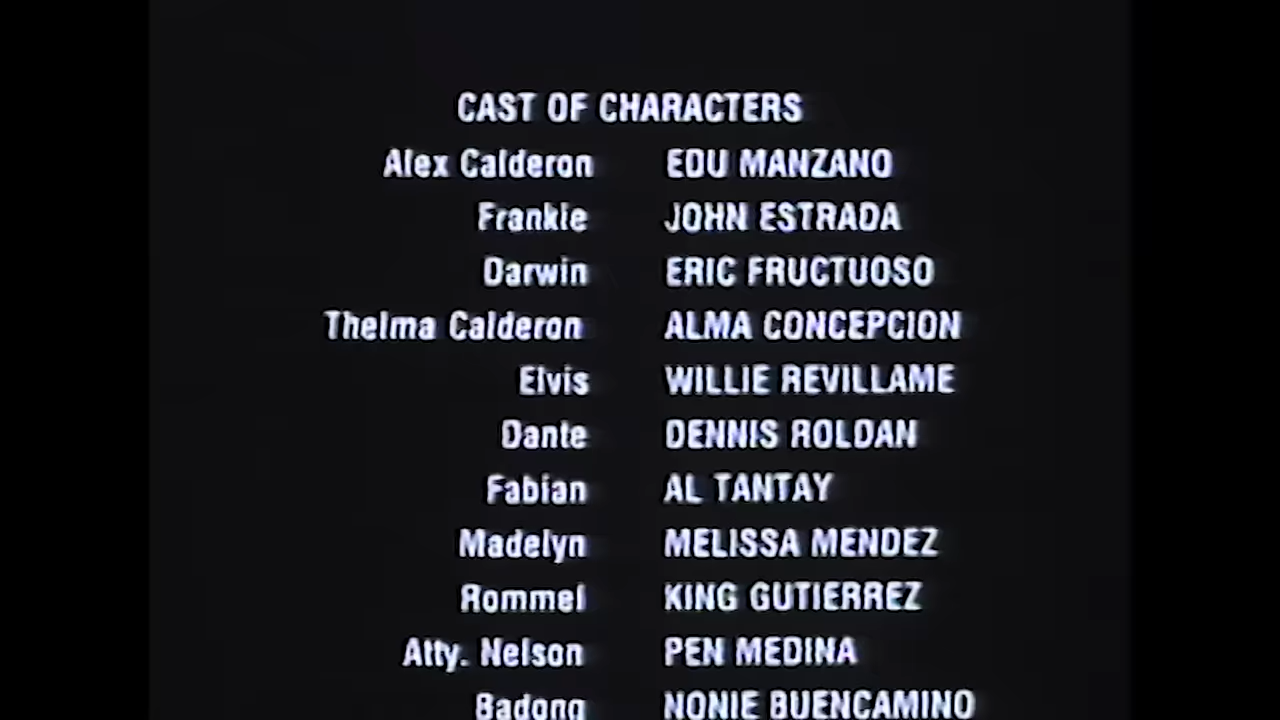 CAST OF CHARACTERS
Alex Calderon EDU MANZANO
Frankie JOHN ESTRADA
Darwin ERIC FRUCTUOSO
Thelma Calderon ALMA CONCEPCION
Elvis WILLIE REVILLAME
Dante DENNIS ROLDAN
Fabian AL TANTAY
Madelyn MELISSA MENDEZ
Rommel KING GUTIERREZ
Atty. Nelson PEN MEDINA
Badong NONIE BUENCAMINO